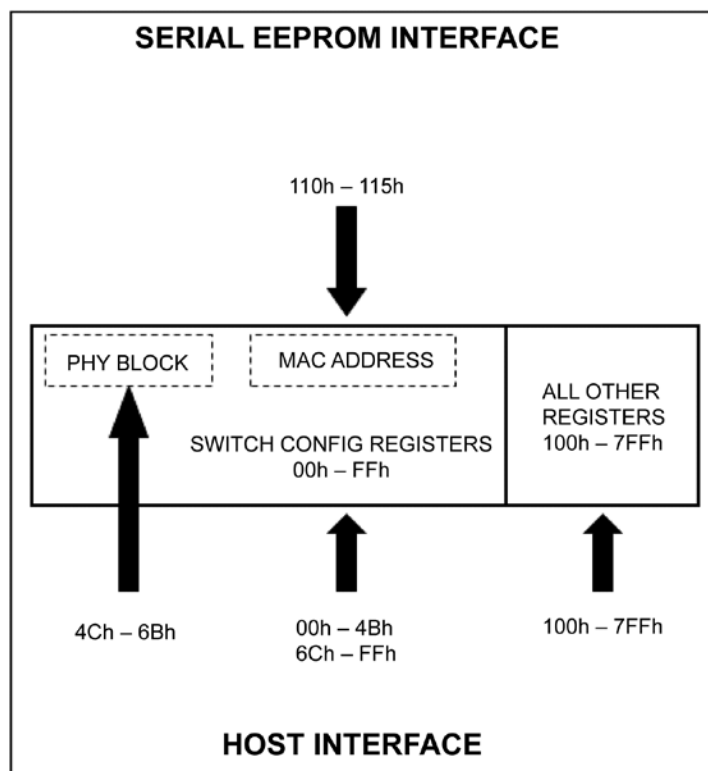 SERIAL EEPROM INTERFACE
110h – 115h
PHY BLOCK
MAC ADDRESS
SWITCH CONFIG REGISTERS
00h – FFh
ALL OTHER
REGISTERS
100h – 7FFh
4Ch – 6Bh
00h – 4Bh
6Ch – FFh
100h – 7FFh
HOST INTERFACE